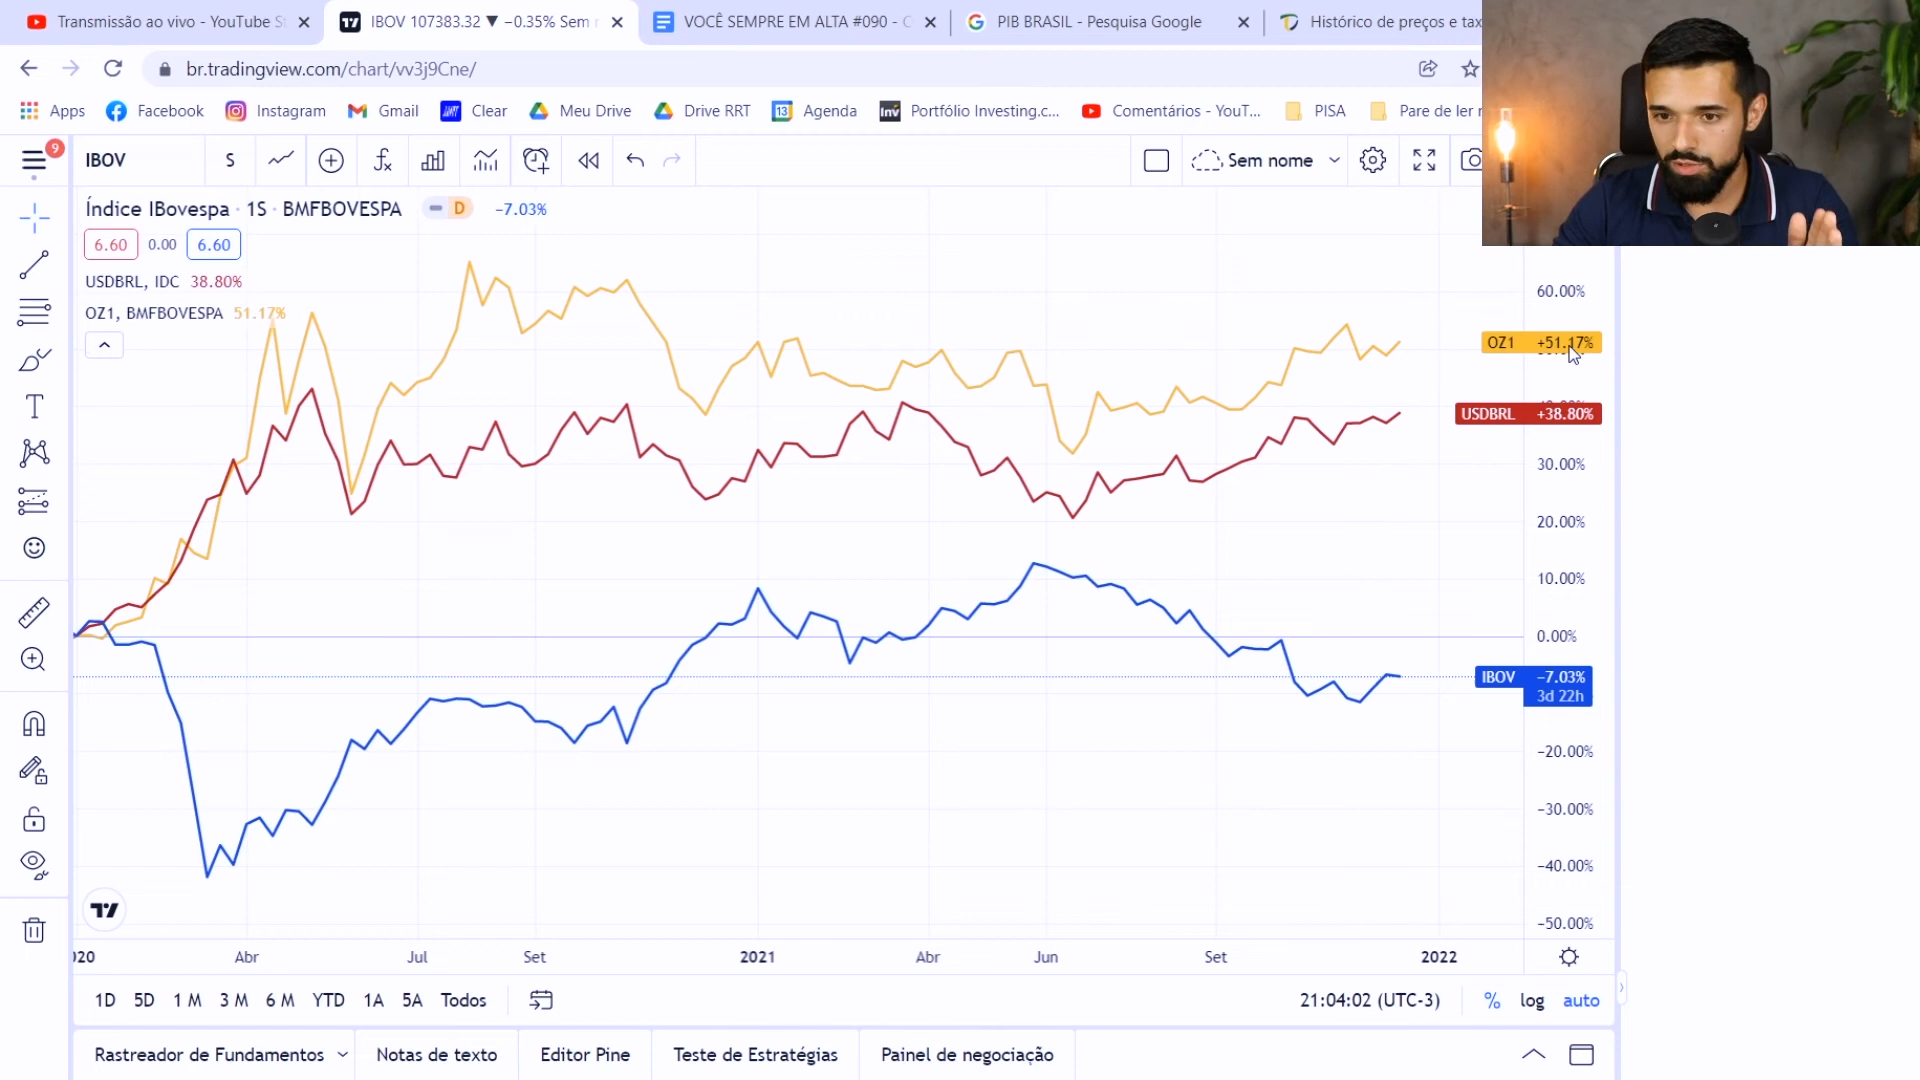 Transmissão ao vivo - YouTube S
IBOV 107383.32 ▼ −0.35% Sem
VOCÊ SEMPRE EM ALTA #090 - 
PIB BRASIL - Pesquisa Google
Histórico de preços e tax
br.tradingview.com/chart/vv3j9Cne/
Apps
Facebook
Instagram
Gmail
Clear
Meu Drive
Drive RRT
13
Agenda
Inv
Portfólio Investing.c...
Comentários - YouT...
PISA
Pare de ler
9
IBOV
S
Sem nome
Índice IBovespa · 1S · BMFBOVESPA
D
−7.03%
6.60
0.00
6.60
USDBRL, IDC 38.80%
OZ1, BMFBOVESPA 51.17%
60.00%
OZ1 +51.17%
USDBRL +38.80%
30.00%
20.00%
10.00%
0.00%
IBOV −7.03%
3d 22h
−20.00%
−30.00%
−40.00%
−50.00%
020
Abr
Jul
Set
2021
Abr
Jun
Set
2022
1D
5D
1 M
3 M
6 M
YTD
1A
5A
Todos
21:04:02 (UTC-3)
%
log
auto
Rastreador de Fundamentos
Notas de texto
Editor Pine
Teste de Estratégias
Painel de negociação